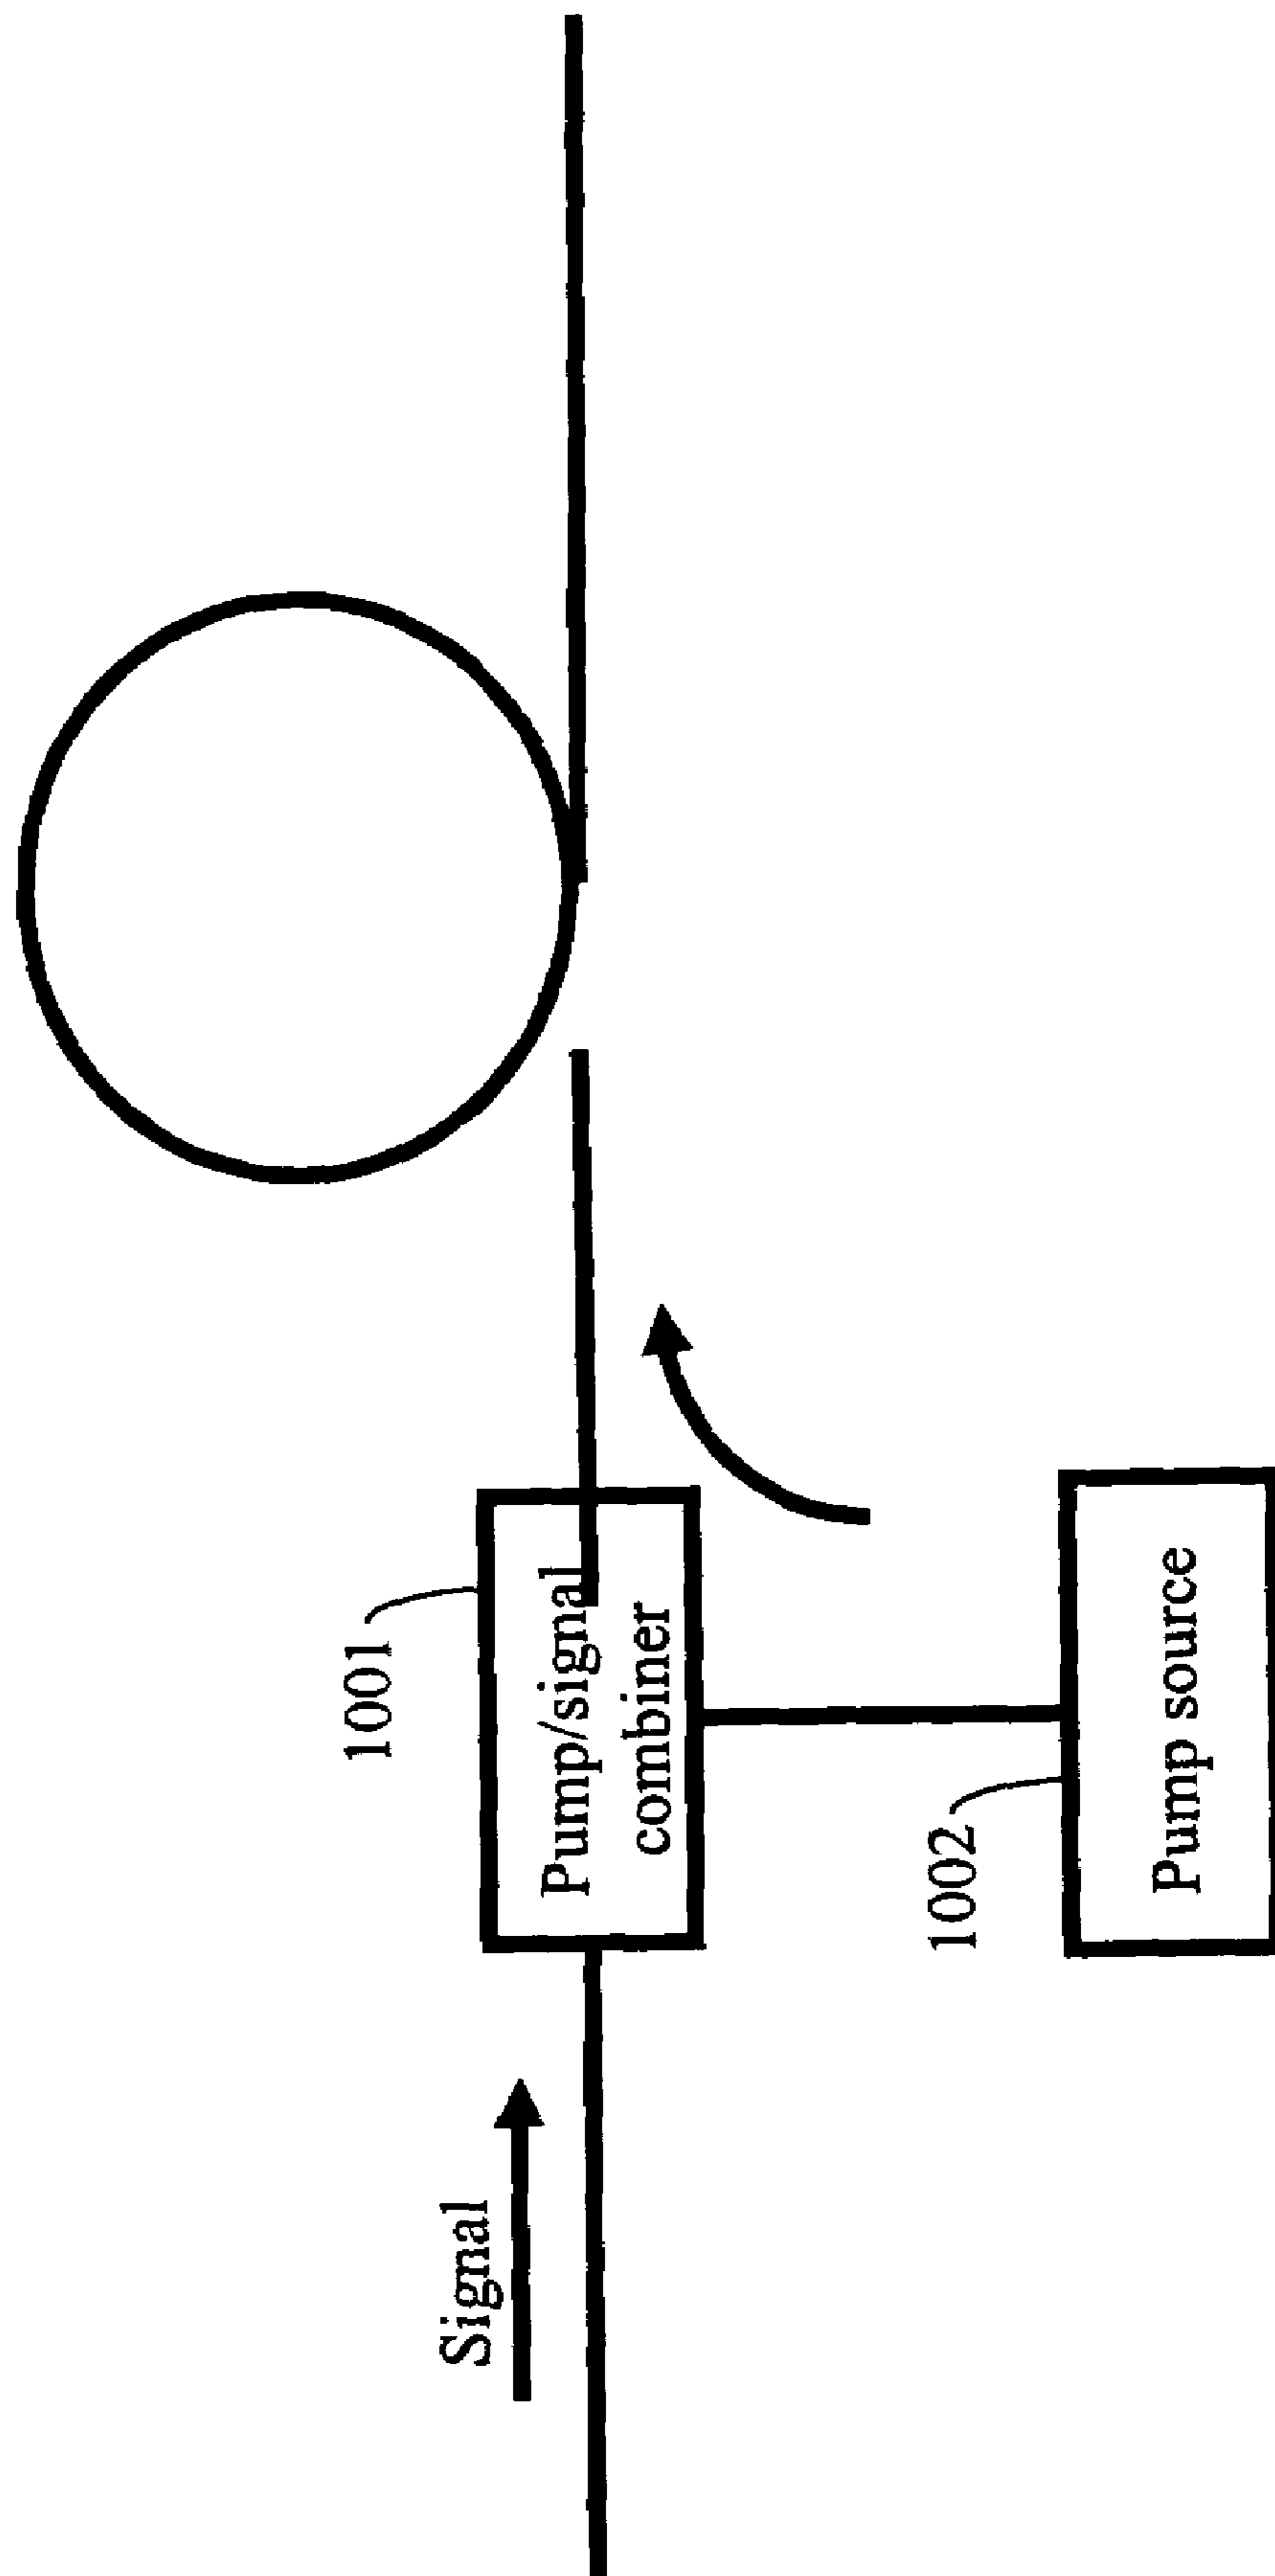 Signal
1001
Pump/signal
combiner
1002
Pump source